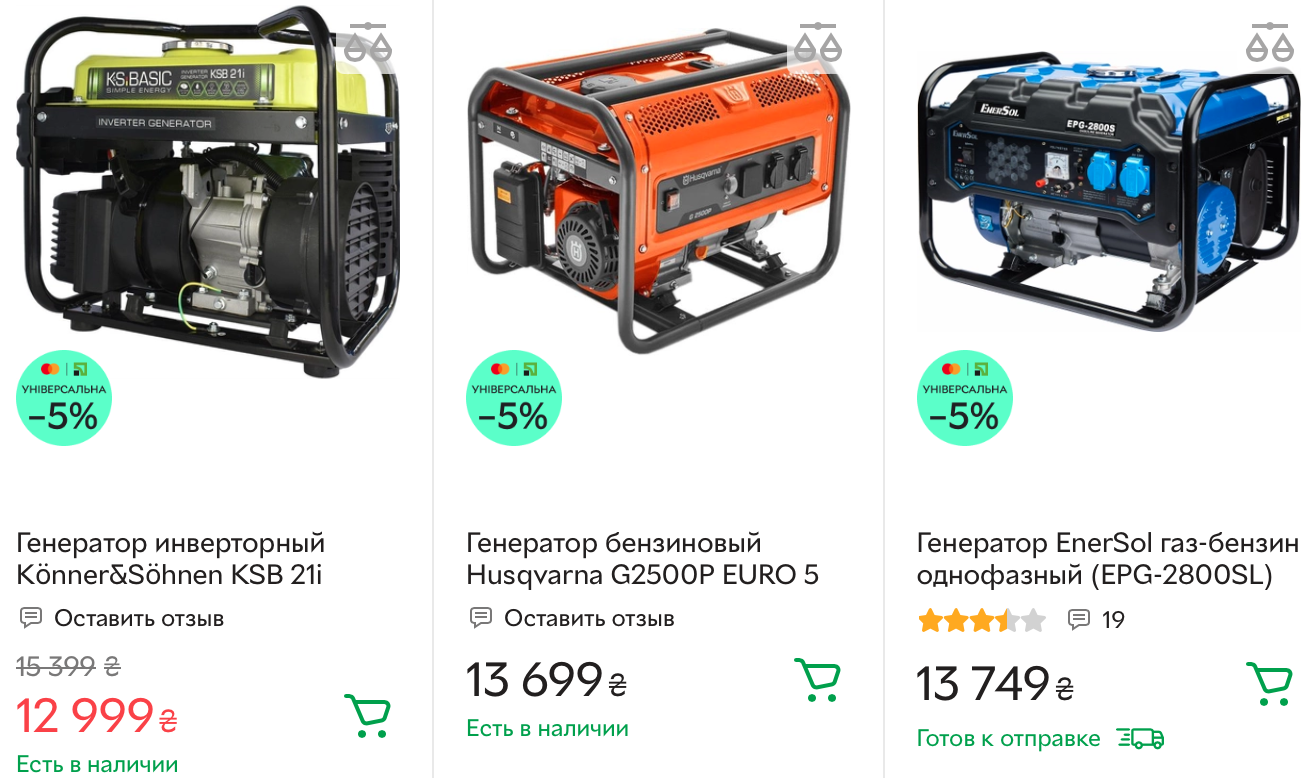 KS BASIC
SIMPLE ENERGY
INVERTER
GENERATOR
KSB 21i
INVERTER GENERATOR
УНІВЕРСАЛЬНА
−5%
Генератор инверторный
Könner&Söhnen KSB 21i
Оставить отзыв
15 399 ₴
12 999 ₴
Есть в наличии
Husqvarna
G 2500P
УНІВЕРСАЛЬНА
−5%
Генератор бензиновый
Husqvarna G2500P EURO 5
Оставить отзыв
13 699 ₴
Есть в наличии
EnerSol
EPG-2800S
EnerSol
УНІВЕРСАЛЬНА
−5%
Генератор EnerSol газ-бензин
однофазный (EPG-2800SL)
19
13 749 ₴
Готов к отправке